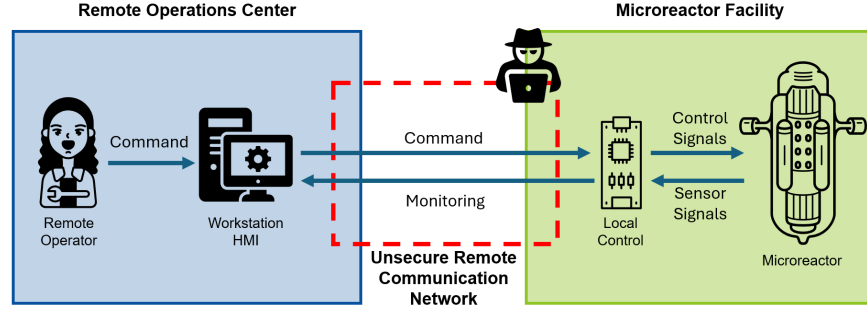 Remote Operations Center
Microreactor Facility
Command
Command
Control
Signals
Monitoring
Sensor
Signals
Remote
Operator
Workstation
HMI
Local
Control
Microreactor
Unsecure Remote
Communication
Network